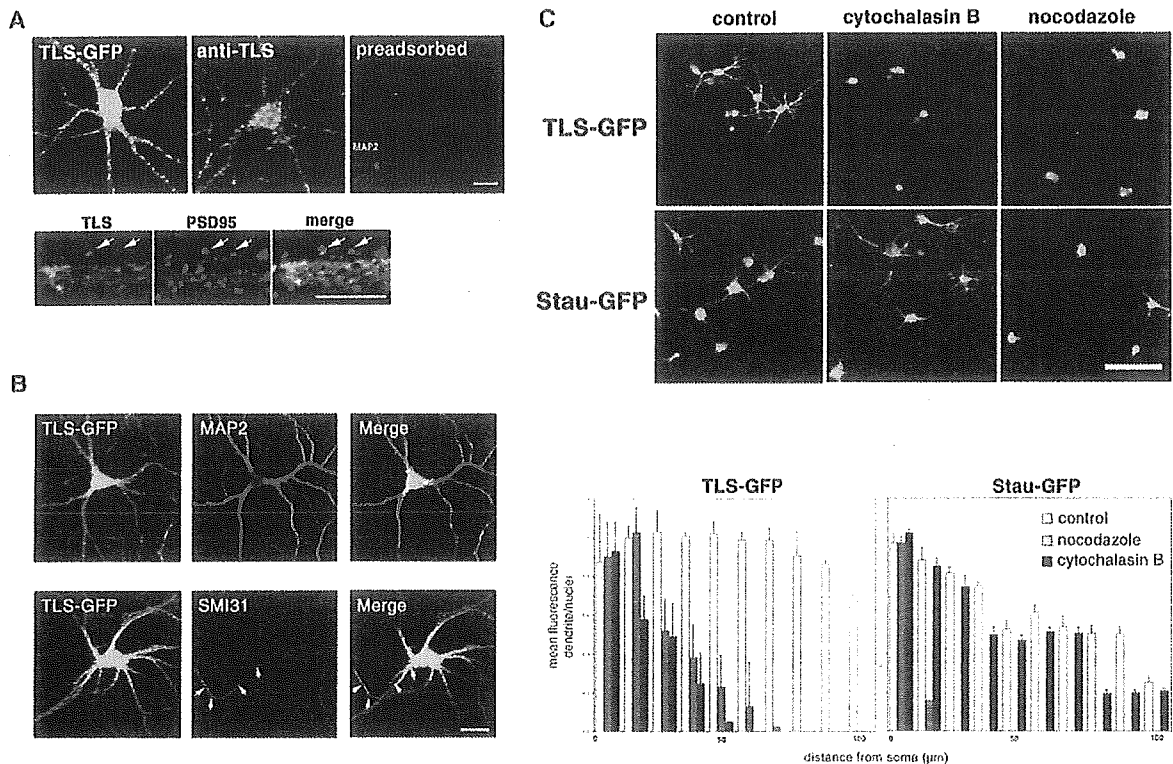 A
TLS-GFP
anti-TLS
preadsorbed
MAP2
TLS
PSD95
merge
B
TLS-GFP
MAP2
Merge
TLS-GFP
SMI31
Merge
C
control
cytochalasin B
nocodazole
TLS-GFP
Stau-GFP
TLS-GFP
Stau-GFP
control
nocodazole
cytochalasin B
mean fluorescence
dendrite/nuclei
0
50
100
0
50
100
distance from soma (µm)